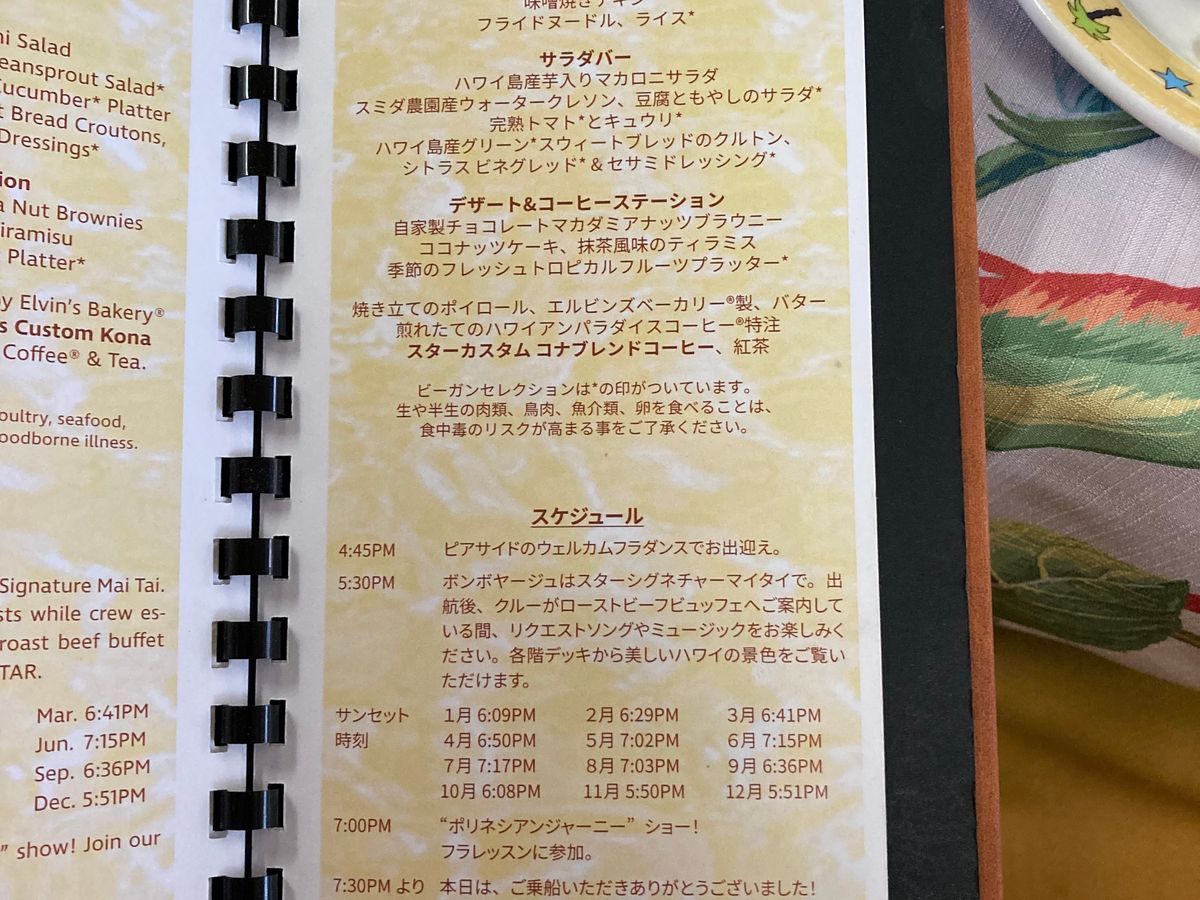 ni Salad
eansprout Salad*
Cucumber* Platter
t Bread Croutons,
Dressings*
ion
a Nut Brownies
iramisu
Platter*
y Elvin's Bakery®
s Custom Kona
Coffee® & Tea.
oultry, seafood,
oodborne illness.
Signature Mai Tai.
sts while crew es-
roast beef buffet
TAR.
Mar. 6:41PM
Jun. 7:15PM
Sep. 6:36PM
Dec. 5:51PM
” show! Join our
味噌焼きチキン
フライドヌードル、ライス*
サラダバー
ハワイ島産芋入りマカロニサラダ
スミダ農園産ウォータークレソン、豆腐ともやしのサラダ*
完熟トマト*とキュウリ*
ハワイ島産グリーン*スウィートブレッドのクルトン、
シトラス ビネグレッド* & セサミドレッシング*
デザート&コーヒーステーション
自家製チョコレートマカダミアナッツブラウニー
ココナッツケーキ、抹茶風味のティラミス
季節のフレッシュトロピカルフルーツプラッター*
焼き立てのポイロール、エルビンズベーカリー®製、バター
煎れたてのハワイアンパラダイスコーヒー®特注
スターカスタム コナブレンドコーヒー、紅茶
ビーガンセレクションは*の印がついています。
生や半生の肉類、鳥肉、魚介類、卵を食べることは、
食中毒のリスクが高まる事をご了承ください。
スケジュール
4:45PM ピアサイドのウェルカムフラダンスでお出迎え。
5:30PM ボンボヤージュはスターシグネチャーマイタイで。出
航後、クルーがローストビーフビュッフェへご案内して
いる間、リクエストソングやミュージックをお楽しみく
ださい。各階デッキから美しいハワイの景色をご覧い
ただけます。
サンセット 1月 6:09PM 2月 6:29PM 3月 6:41PM
時刻 4月 6:50PM 5月 7:02PM 6月 7:15PM
7月 7:17PM 8月 7:03PM 9月 6:36PM
10月 6:08PM 11月 5:50PM 12月 5:51PM
7:00PM “ポリネシアンジャーニー” ショー！
フラレッスンに参加。
7:30PM より 本日は、ご乗船いただきありがとうございました！